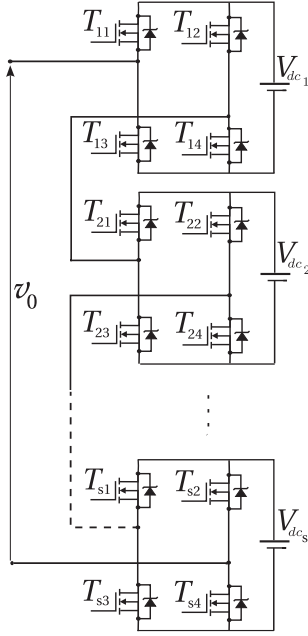 T11 T12 Vdc1
T13 T14
T21 T22 Vdc2
v0
T23 T24
Ts1 Ts2 Vdcs
Ts3 Ts4